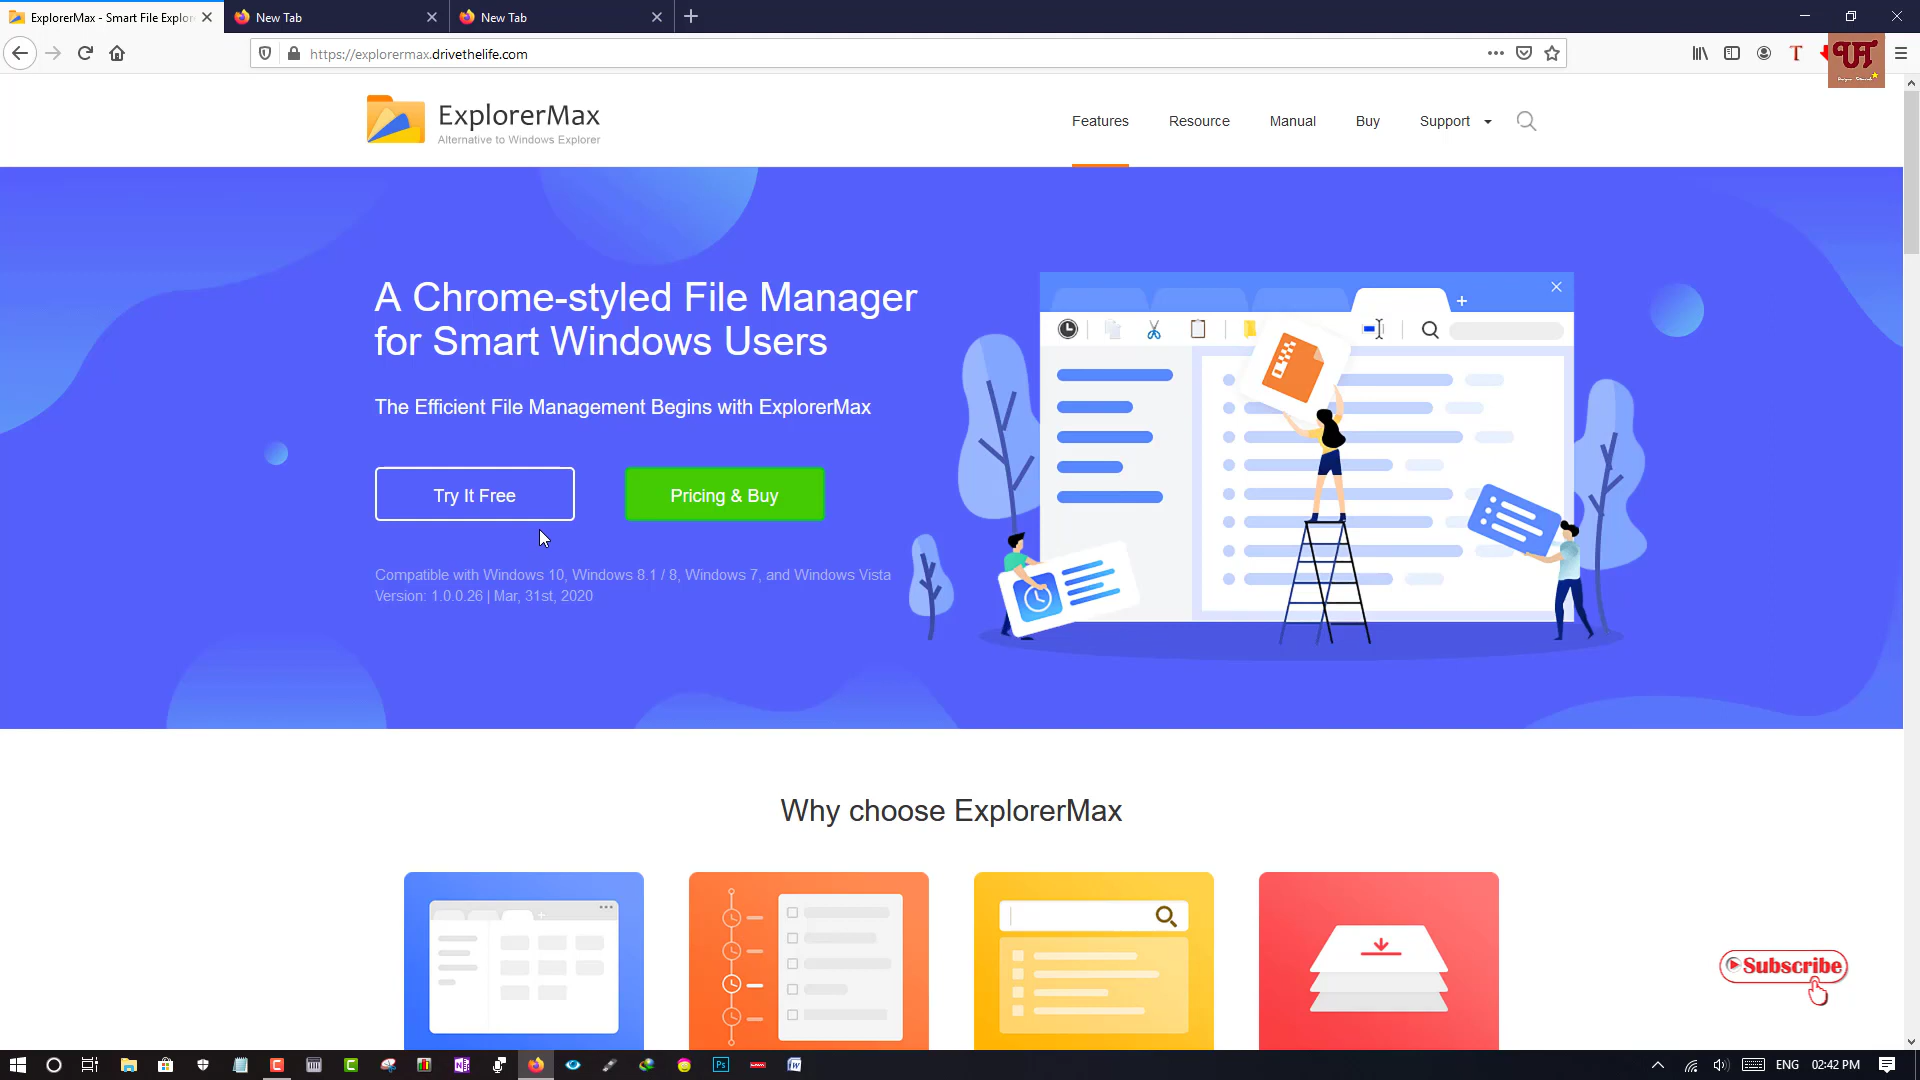 ExplorerMax - Smart File Explor
New Tab
New Tab
https://explorermax.drivethelife.com
T
UT
ExplorerMax
Alternative to Windows Explorer
Features
Resource
Manual
Buy
Support
A Chrome-styled File Manager
for Smart Windows Users
The Efficient File Management Begins with ExplorerMax
Try It Free
Pricing & Buy
Compatible with Windows 10, Windows 8.1 / 8, Windows 7, and Windows Vista
Version: 1.0.0.26 | Mar, 31st, 2020
Why choose ExplorerMax
Subscribe
ENG
02:42 PM